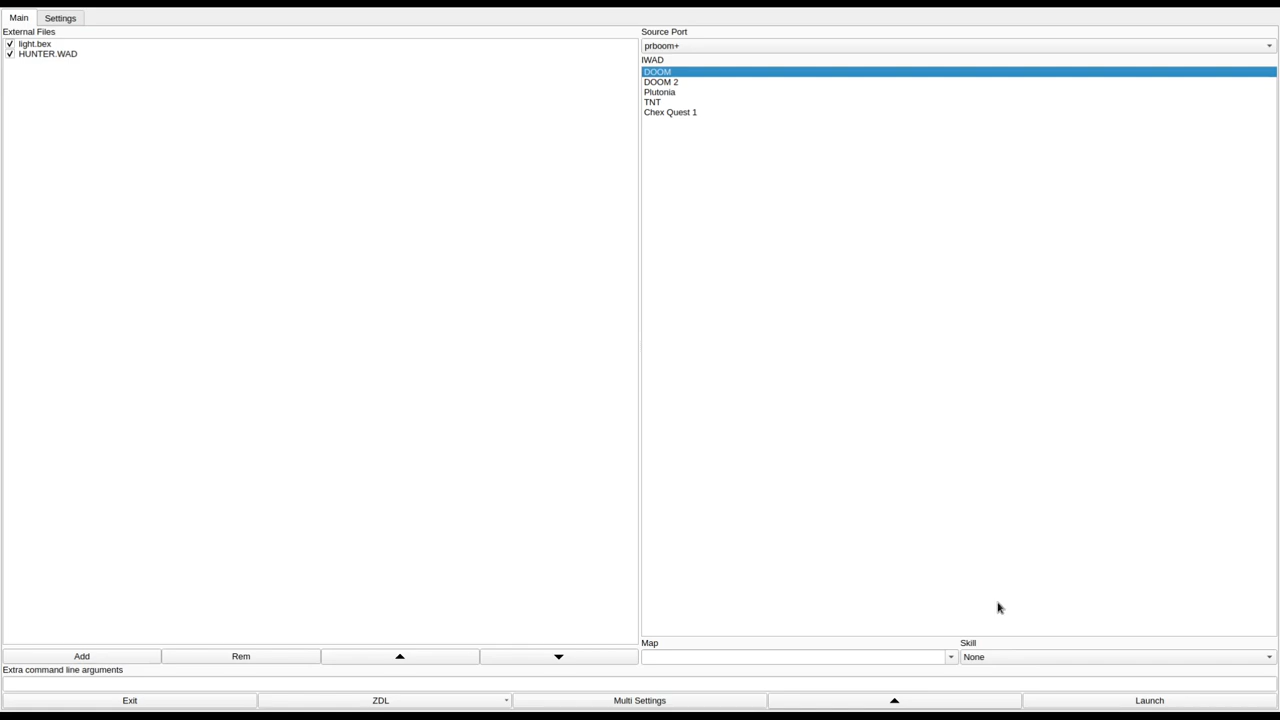 Main Settings
External Files
light.bex
HUNTER.WAD
Source Port
prboom+
IWAD
DOOM
DOOM 2
Plutonia
TNT
Chex Quest 1
Map Skill
None
Add Rem
Extra command line arguments
Exit ZDL Multi Settings Launch